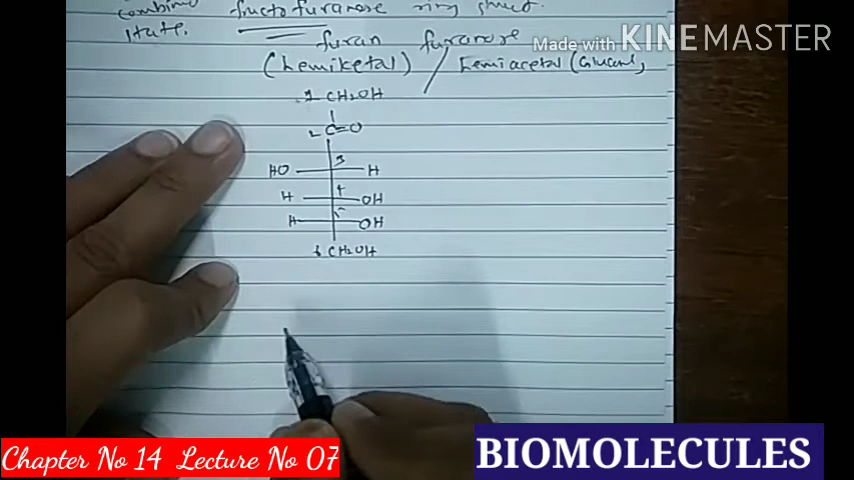 combined fructofuranose ring struct.
state.
furan furanose
Made with KINEMASTER
(hemiketal) / hemiacetal (Glucose,
1 CH2OH
2 C=O
3
HO H
4
H OH
5
H OH
6 CH2OH
Chapter No 14 Lecture No 07
BIOMOLECULES